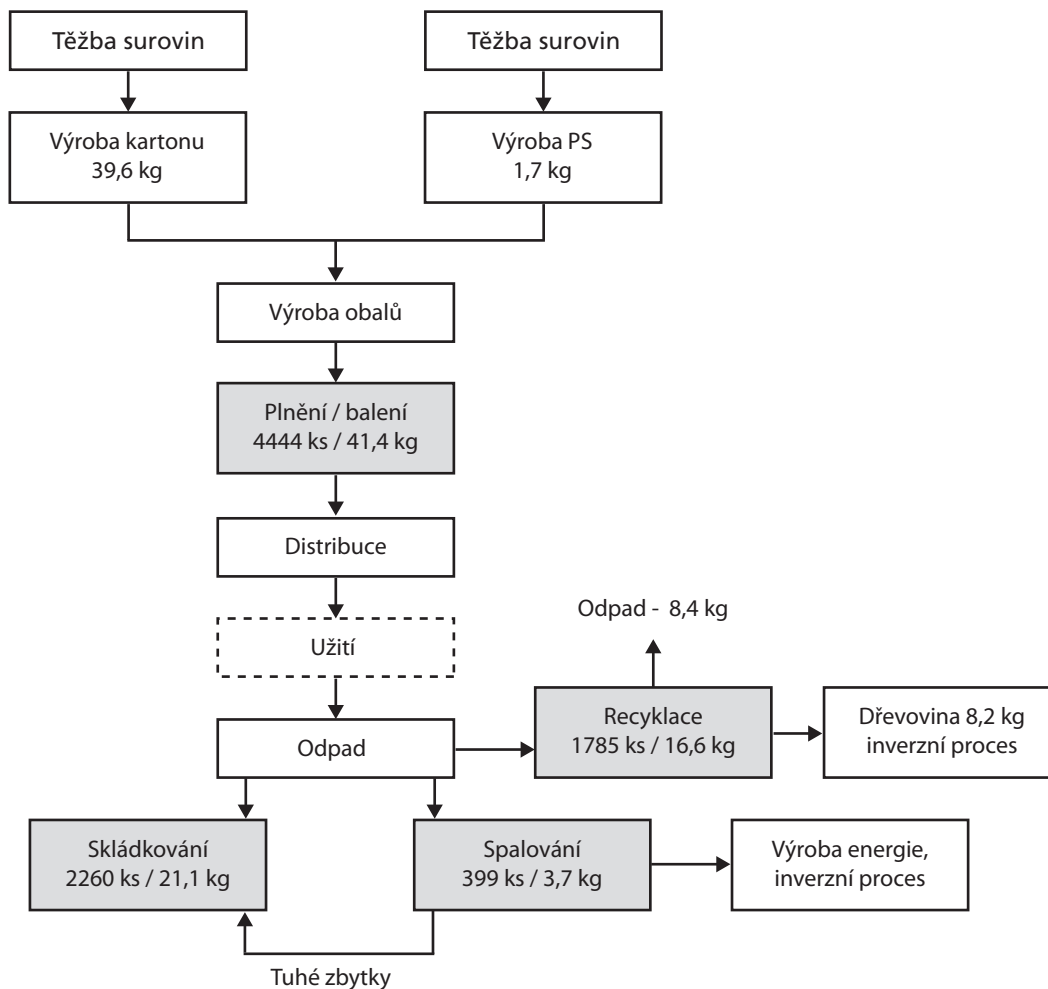 Těžba surovin
Těžba surovin
Výroba kartonu
39,6 kg
Výroba PS
1,7 kg
Výroba obalů
Plnění / balení
4444 ks / 41,4 kg
Distribuce
Užití
Odpad - 8,4 kg
Odpad
Recyklace
1785 ks / 16,6 kg
Dřevovina 8,2 kg
inverzní proces
Skládkování
2260 ks / 21,1 kg
Spalování
399 ks / 3,7 kg
Výroba energie,
inverzní proces
Tuhé zbytky